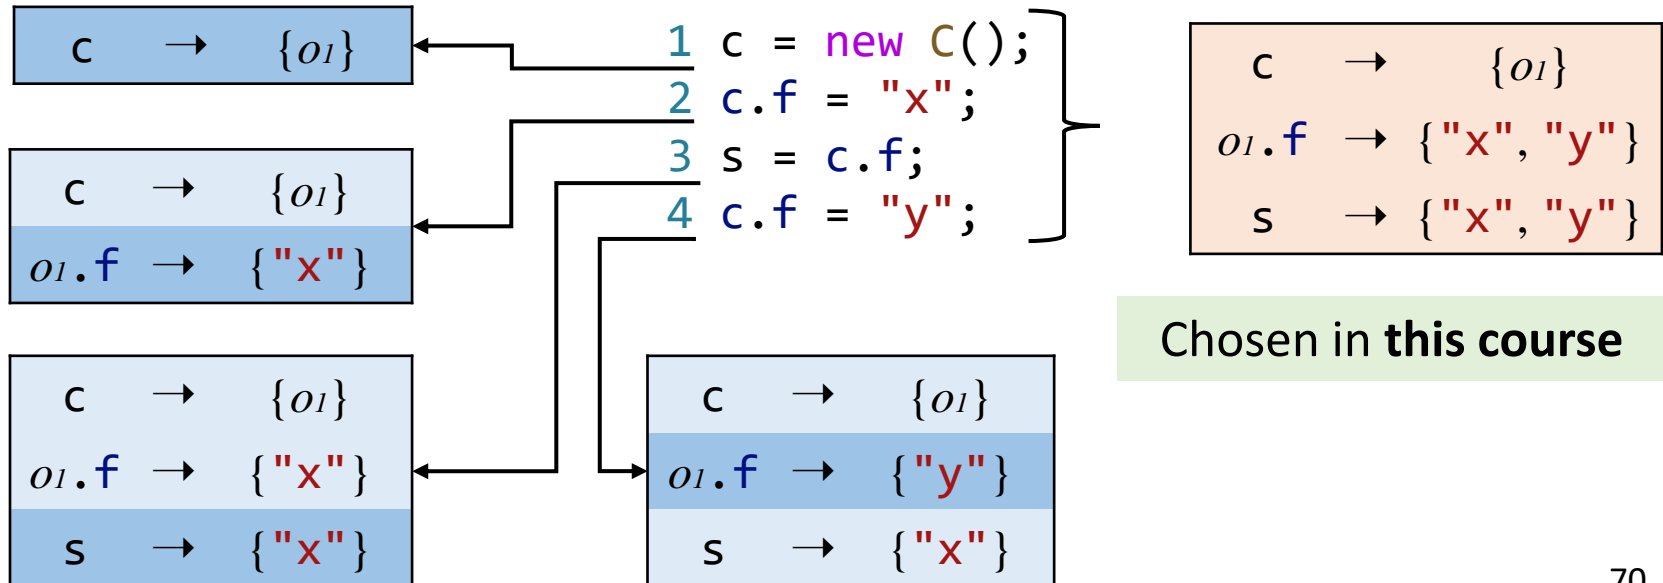 c → {o1}
1 c = new C();
2 c.f = "x";
3 s = c.f;
4 c.f = "y";
c → {o1}
o1.f → {"x", "y"}
s → {"x", "y"}
c → {o1}
o1.f → {"x"}
Chosen in this course
c → {o1}
o1.f → {"x"}
s → {"x"}
c → {o1}
o1.f → {"y"}
s → {"x"}
70